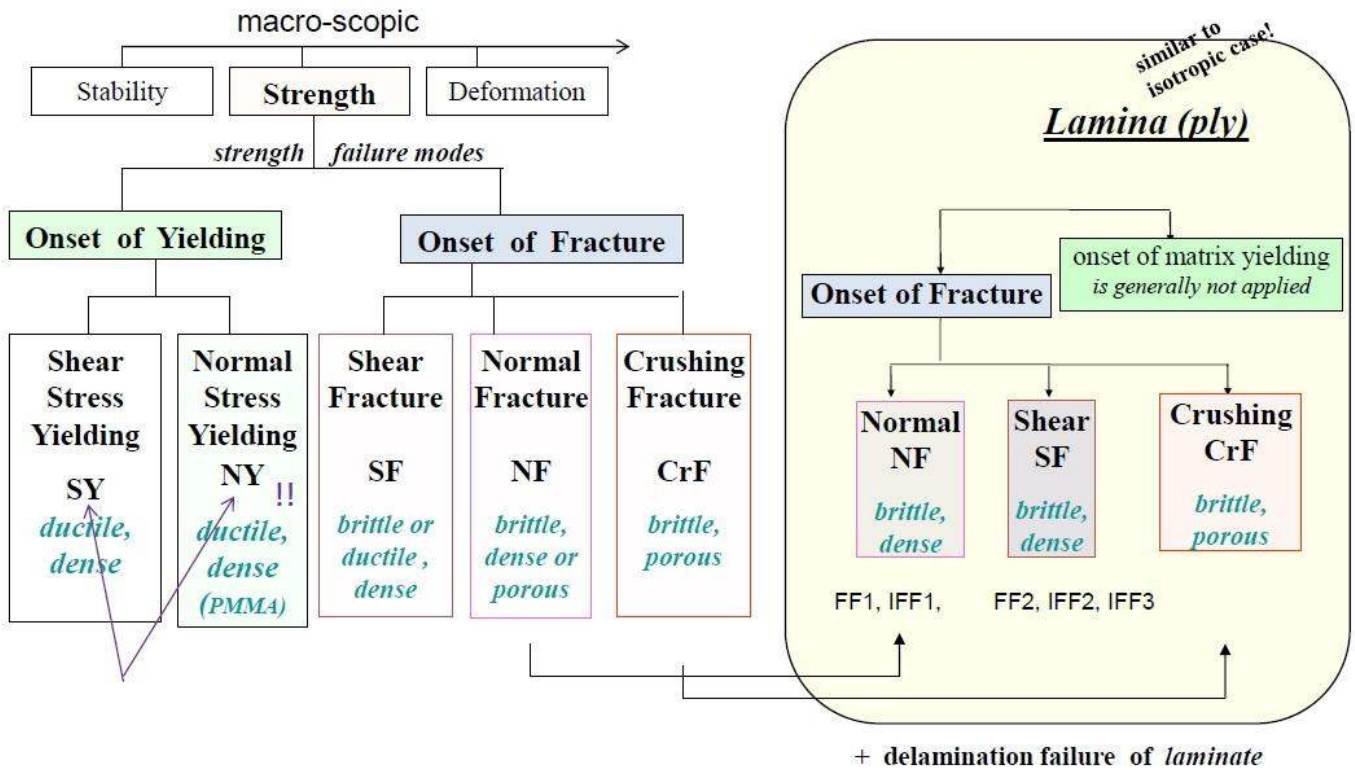 macro-scopic
Stability
Strength
Deformation
strength failure modes
Onset of Yielding
Onset of Fracture
Shear
Stress
Yielding
SY
ductile,
dense
Normal
Stress
Yielding
NY !!
ductile,
dense
(PMMA)
Shear
Fracture
SF
brittle or
ductile ,
dense
Normal
Fracture
NF
brittle,
dense or
porous
Crushing
Fracture
CrF
brittle,
porous
similar to
isotropic case!
Lamina (ply)
onset of matrix yielding
is generally not applied
Onset of Fracture
Normal
NF
brittle,
dense
Shear
SF
brittle,
dense
Crushing
CrF
brittle,
porous
FF1, IFF1,
FF2, IFF2, IFF3
+ delamination failure of laminate